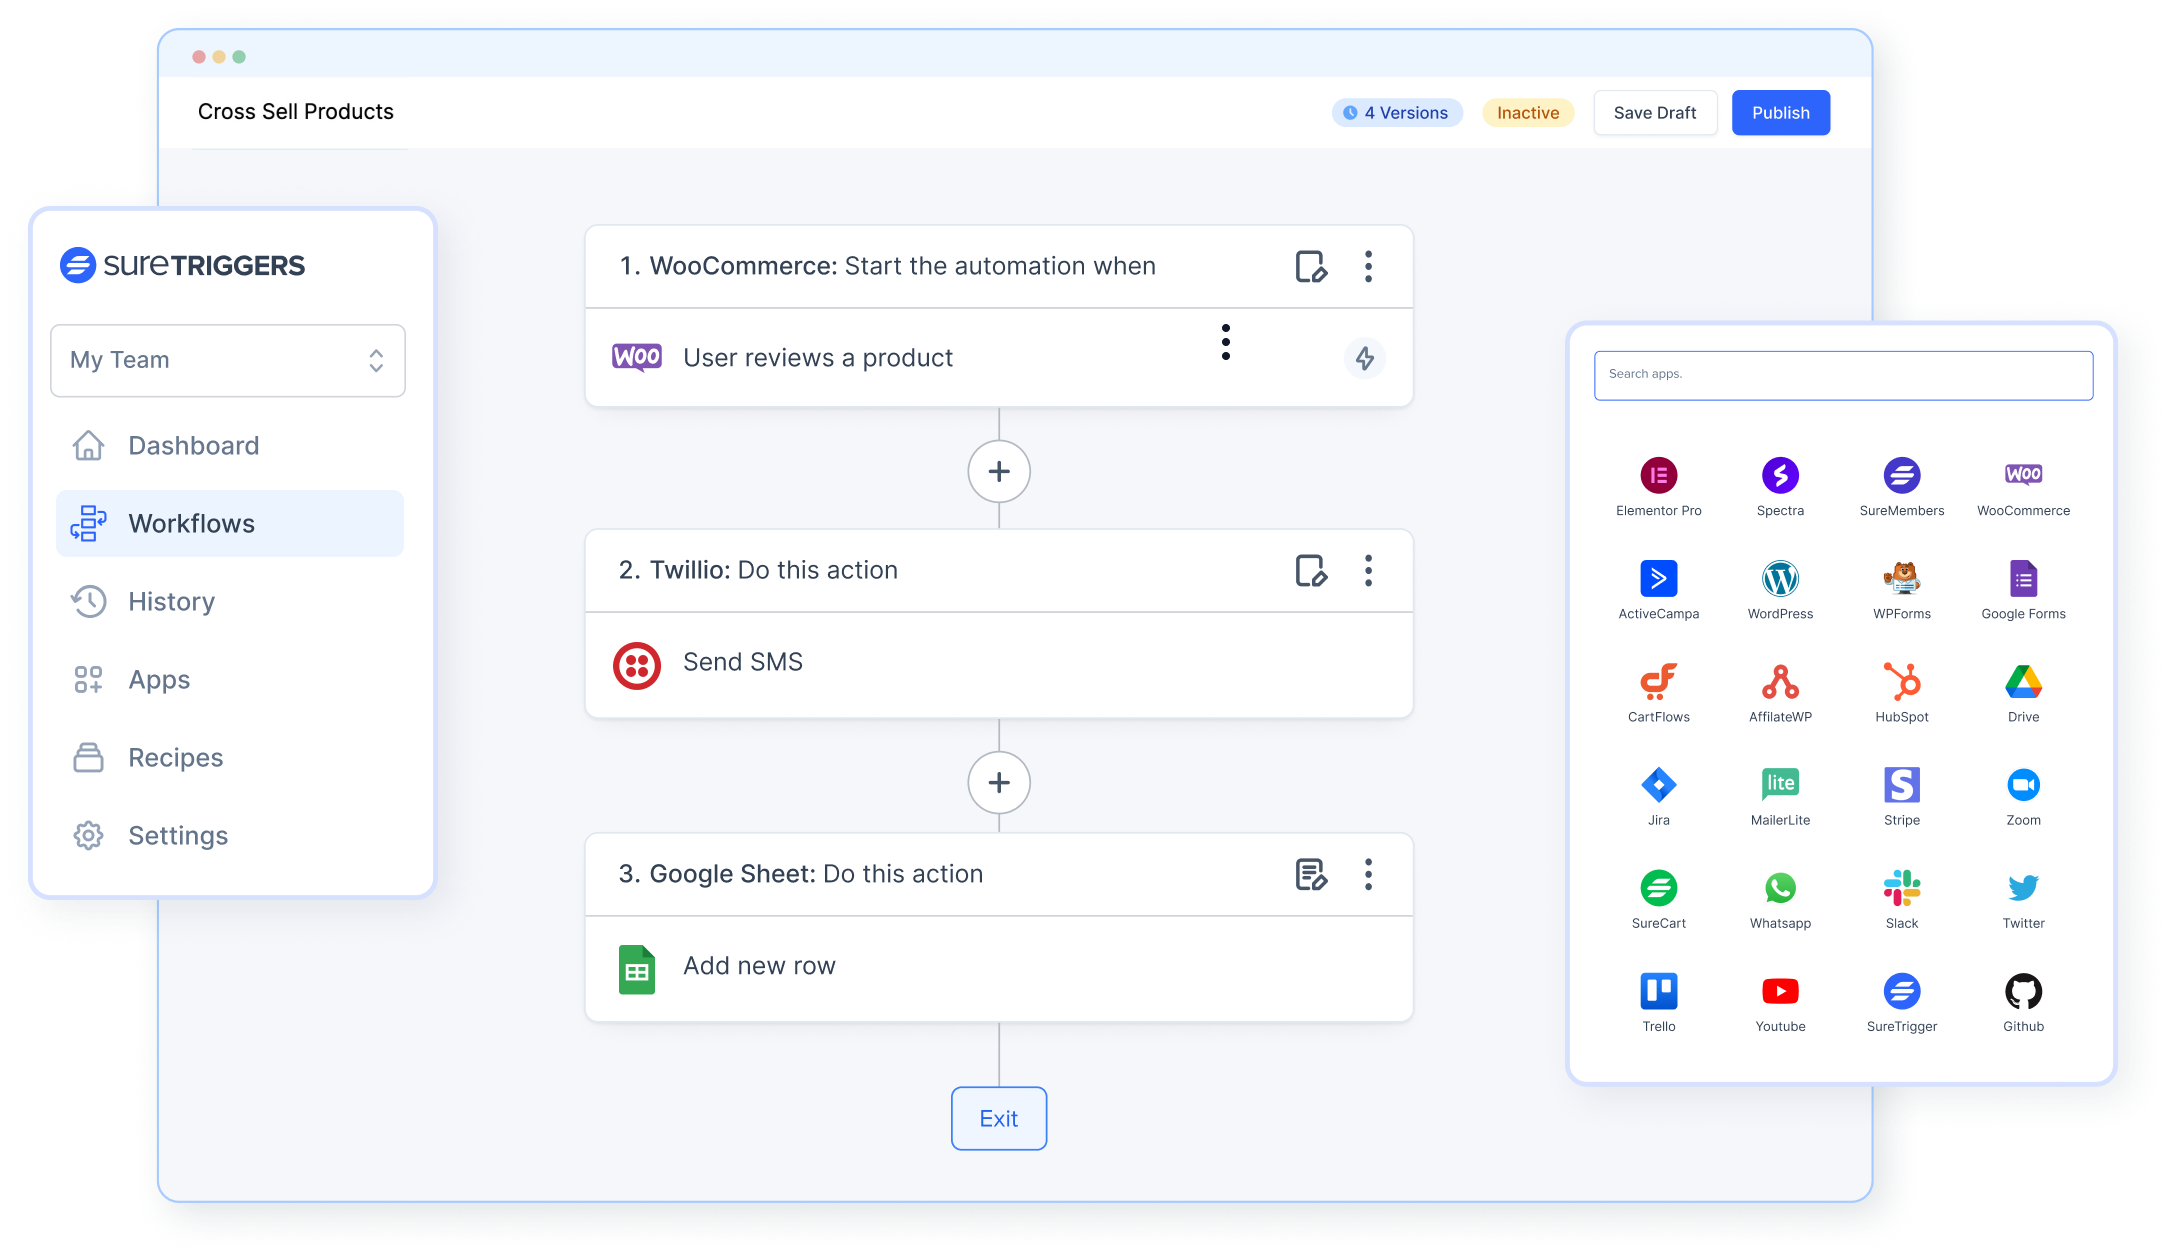 Cross Sell Products
4 Versions
Inactive
Save Draft
Publish
sureTRIGGERS
My Team
Dashboard
Workflows
History
Apps
Recipes
Settings
1. WooCommerce: Start the automation when
Woo User reviews a product
2. Twillio: Do this action
Send SMS
3. Google Sheet: Do this action
Add new row
Exit
Search apps.
Woo
Elementor Pro
Spectra
SureMembers
WooCommerce
ActiveCampa
WordPress
WPForms
Google Forms
CartFlows
AffilateWP
HubSpot
Drive
lite
Jira
MailerLite
Stripe
Zoom
SureCart
Whatsapp
Slack
Twitter
Trello
Youtube
SureTrigger
Github